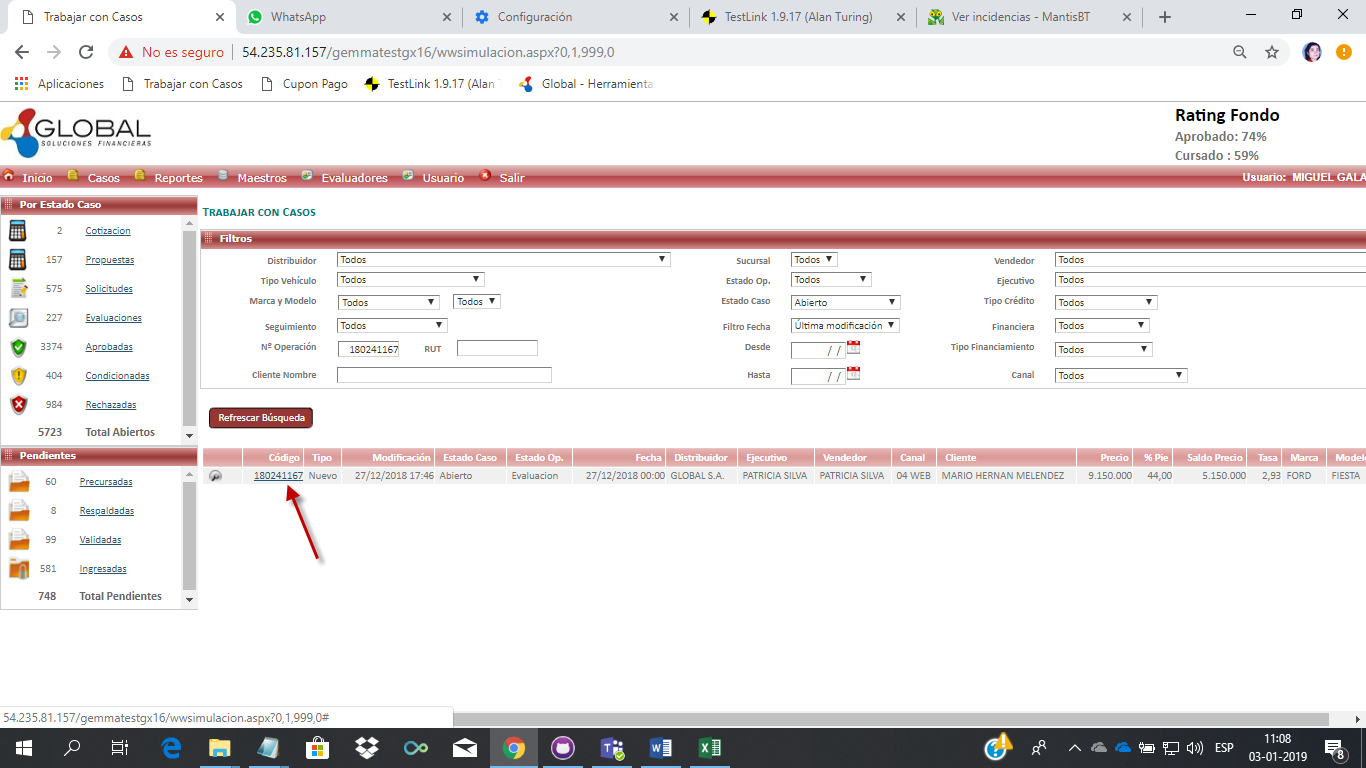 Trabajar con Casos
WhatsApp
Configuración
TestLink 1.9.17 (Alan Turing)
Ver incidencias - MantisBT
No es seguro
54.235.81.157/gemmatestgx16/wwsimulacion.aspx?0,1,999,0
Aplicaciones
Trabajar con Casos
Cupon Pago
TestLink 1.9.17 (Alan
Global - Herramienta
GLOBAL
SOLUCIONES FINANCIERAS
Rating Fondo
Aprobado: 74%
Cursado : 59%
Inicio Casos Reportes Maestros Evaluadores Usuario Salir Usuario: MIGUEL GALA
Por Estado Caso
2 Cotizacion
157 Propuestas
575 Solicitudes
227 Evaluaciones
3374 Aprobadas
404 Condicionadas
984 Rechazadas
5723 Total Abiertos
Pendientes
60 Precursadas
8 Respaldadas
99 Validadas
581 Ingresadas
748 Total Pendientes
TRABAJAR CON CASOS
Filtros
Distribuidor Todos Sucursal Todos Vendedor Todos
Tipo Vehículo Todos Estado Op. Todos Ejecutivo Todos
Marca y Modelo Todos Todos Estado Caso Abierto Tipo Crédito Todos
Seguimiento Todos Filtro Fecha Última modificación Financiera Todos
Nº Operación 180241167 RUT Desde / / Tipo Financiamiento Todos
Cliente Nombre Hasta / / Canal Todos
Refrescar Búsqueda
Código Tipo Modificación Estado Caso Estado Op. Fecha Distribuidor Ejecutivo Vendedor Canal Cliente Precio % Pie Saldo Precio Tasa Marca Modelo
180241167 Nuevo 27/12/2018 17:46 Abierto Evaluacion 27/12/2018 00:00 GLOBAL S.A. PATRICIA SILVA PATRICIA SILVA 04 WEB MARIO HERNAN MELENDEZ 9.150.000 44,00 5.150.000 2,93 FORD FIESTA
54.235.81.157/gemmatestgx16/wwsimulacion.aspx?0,1,999,0#
ESP
11:08
03-01-2019
8